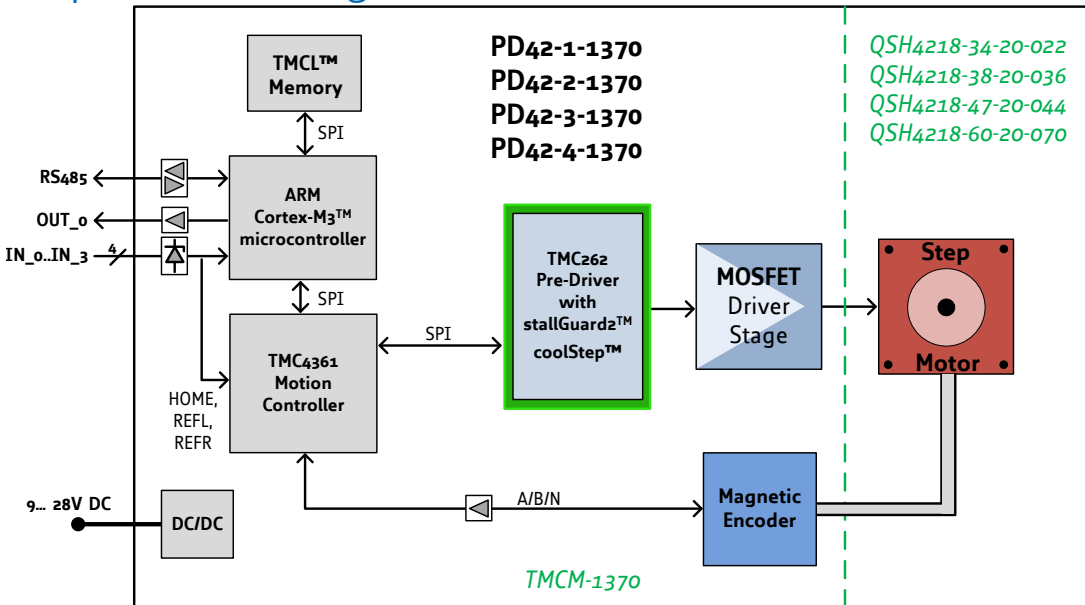 PD42-1-1370
PD42-2-1370
PD42-3-1370
PD42-4-1370
QSH4218-34-20-022
QSH4218-38-20-036
QSH4218-47-20-044
QSH4218-60-20-070
TMCL™
Memory
SPI
RS485
OUT_0
IN_0..IN_3
4
ARM
Cortex-M3™
microcontroller
SPI
TMC4361
Motion
Controller
HOME,
REFL,
REFR
SPI
TMC262
Pre-Driver
with
stallGuard2™
coolStep™
MOSFET
Driver
Stage
Step
Motor
9... 28V DC
DC/DC
A/B/N
Magnetic
Encoder
TMCM-1370